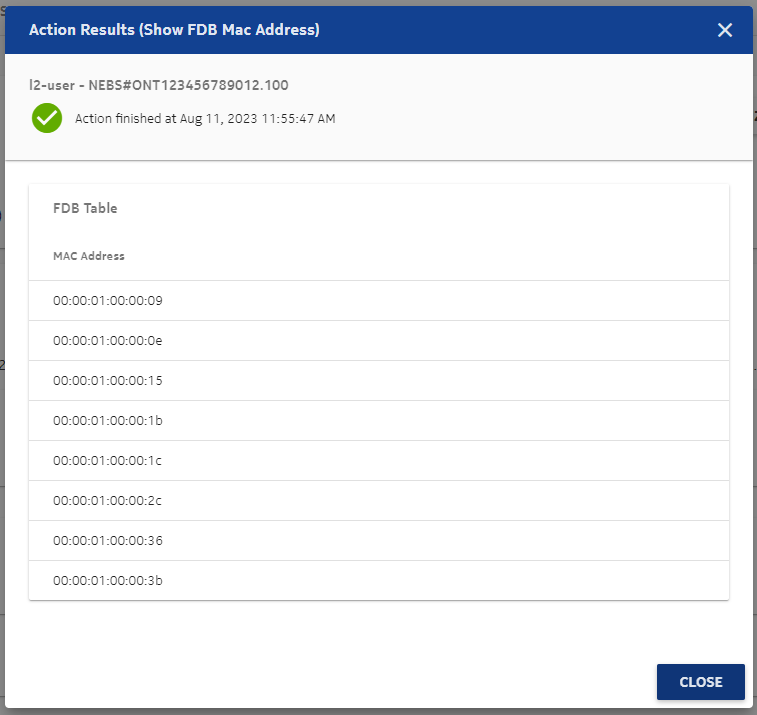 Action Results (Show FDB Mac Address)
l2-user - NEBS#ONT123456789012.100
Action finished at Aug 11, 2023 11:55:47 AM
FDB Table
MAC Address
00:00:01:00:00:09
00:00:01:00:00:0e
00:00:01:00:00:15
00:00:01:00:00:1b
00:00:01:00:00:1c
00:00:01:00:00:2c
00:00:01:00:00:36
00:00:01:00:00:3b
CLOSE